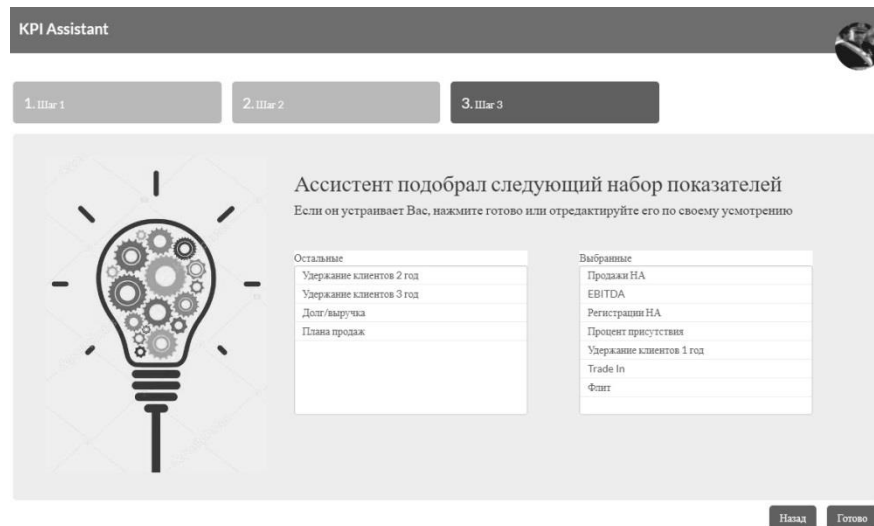 KPI Assistant
1. Шаг 1
2. Шаг 2
3. Шаг 3
Ассистент подобрал следующий набор показателей
Если он устраивает Вас, нажмите готово или отредактируйте его по своему усмотрению
Остальные
Удержание клиентов 2 год
Удержание клиентов 3 год
Долг/выручка
Плана продаж
Выбранные
Продажи НА
EBITDA
Регистрации НА
Процент присутствия
Удержание клиентов 1 год
Trade In
Флит
Назад
Готово